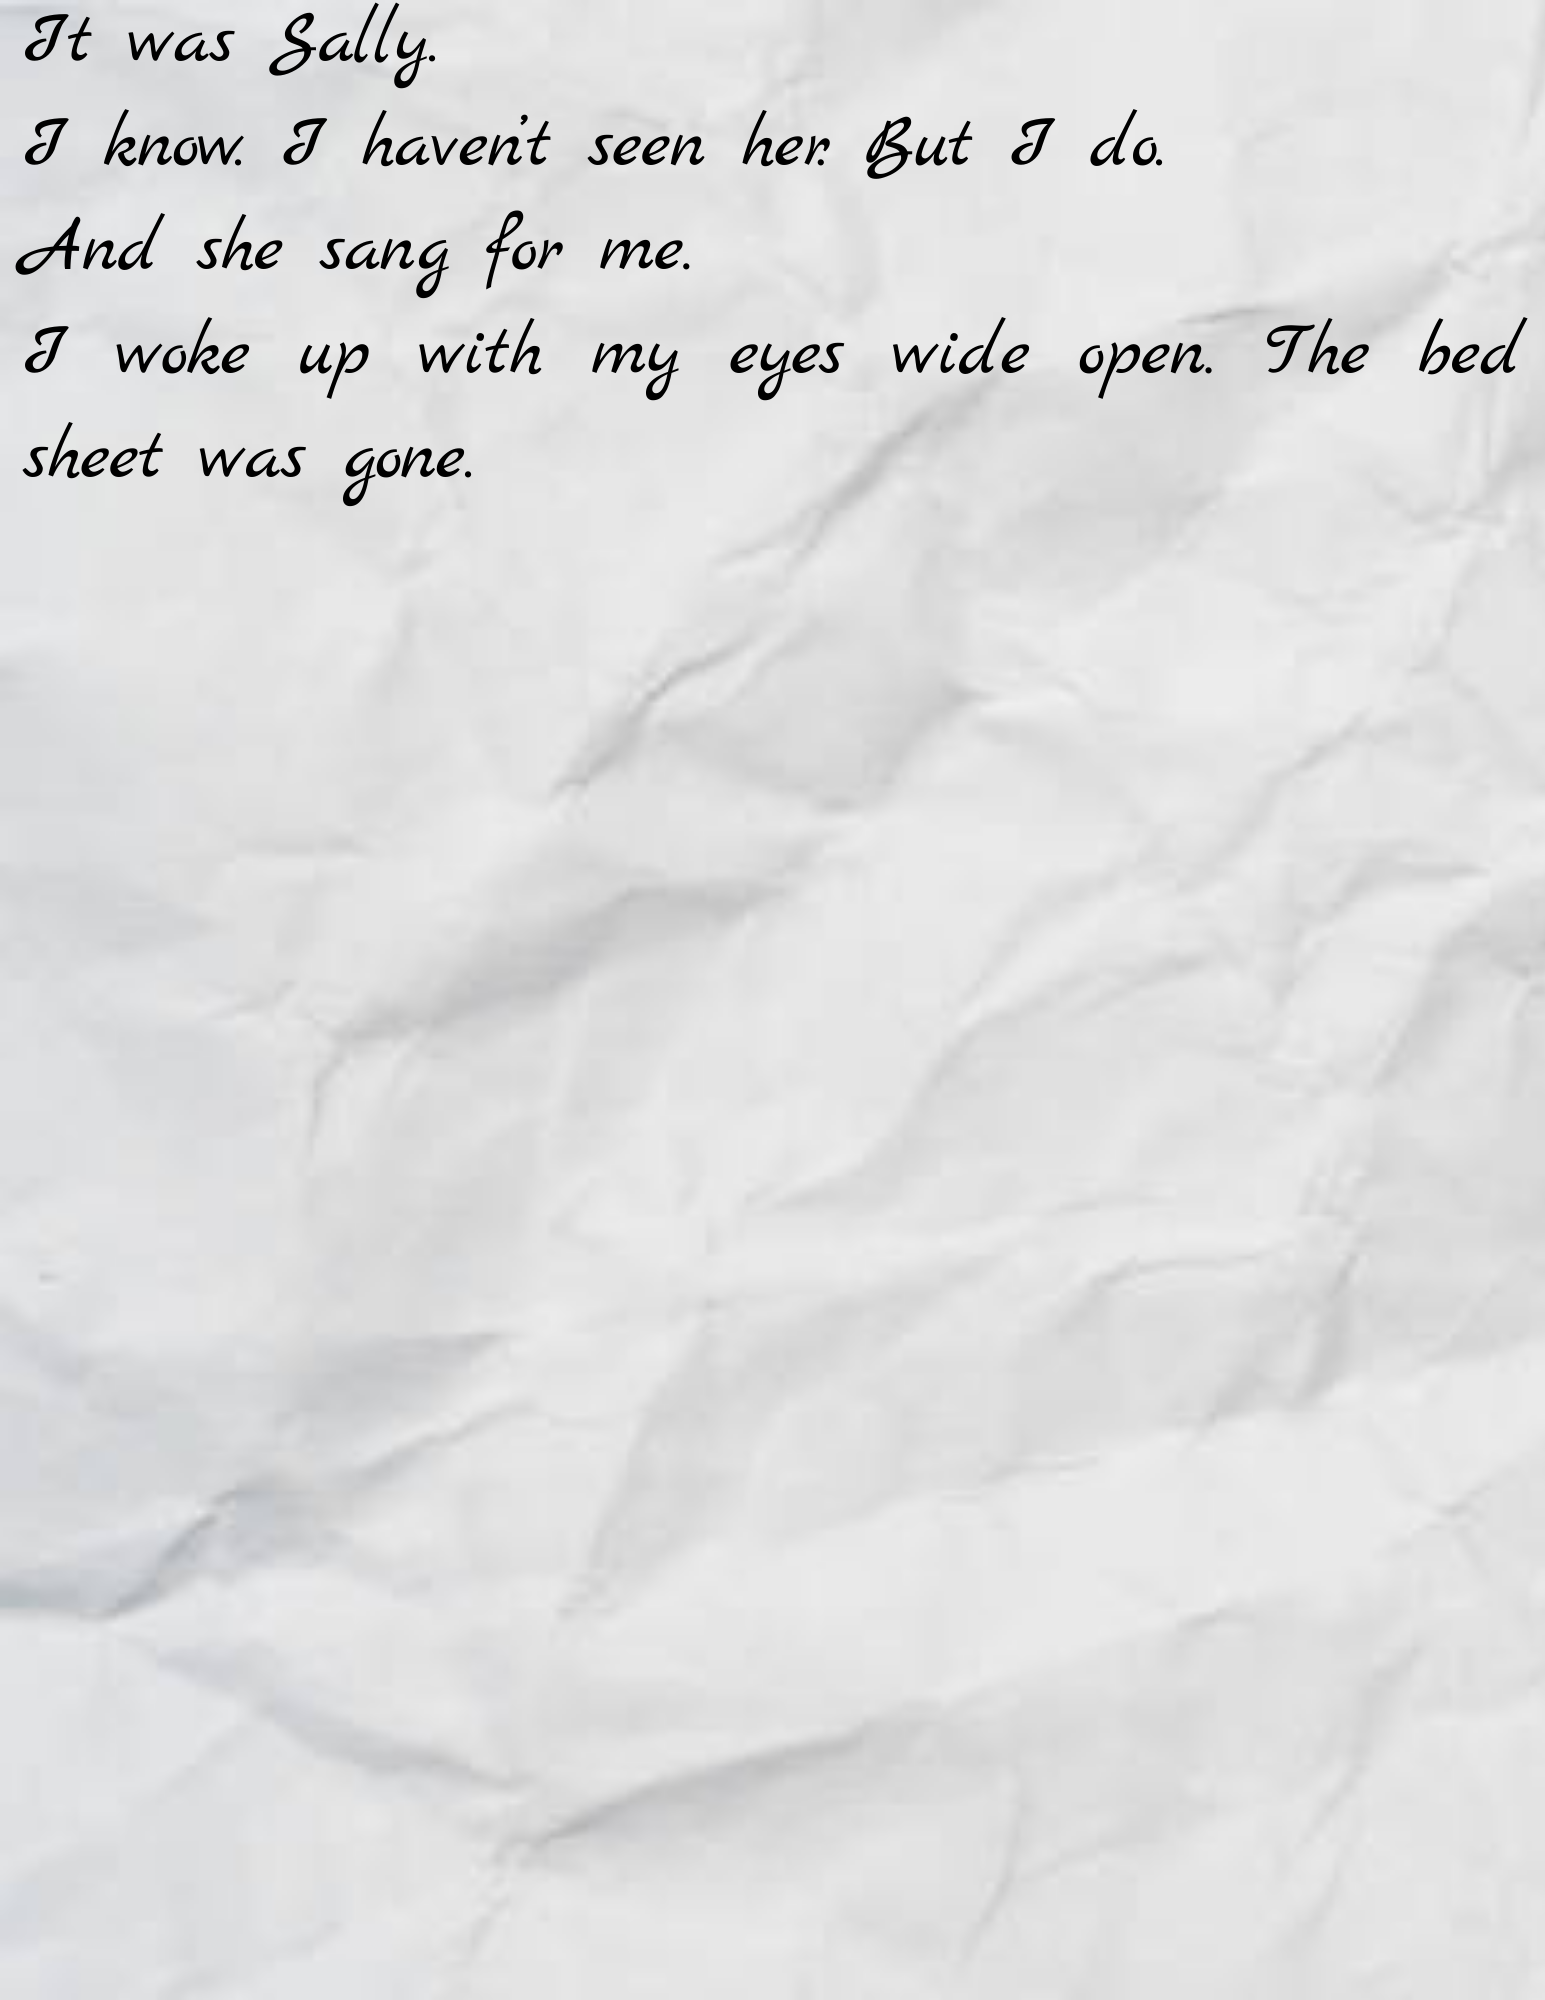 It was Sally.
I know. I haven't seen her. But I do.
And she sang for me.
I woke up with my eyes wide open. The bed
sheet was gone.